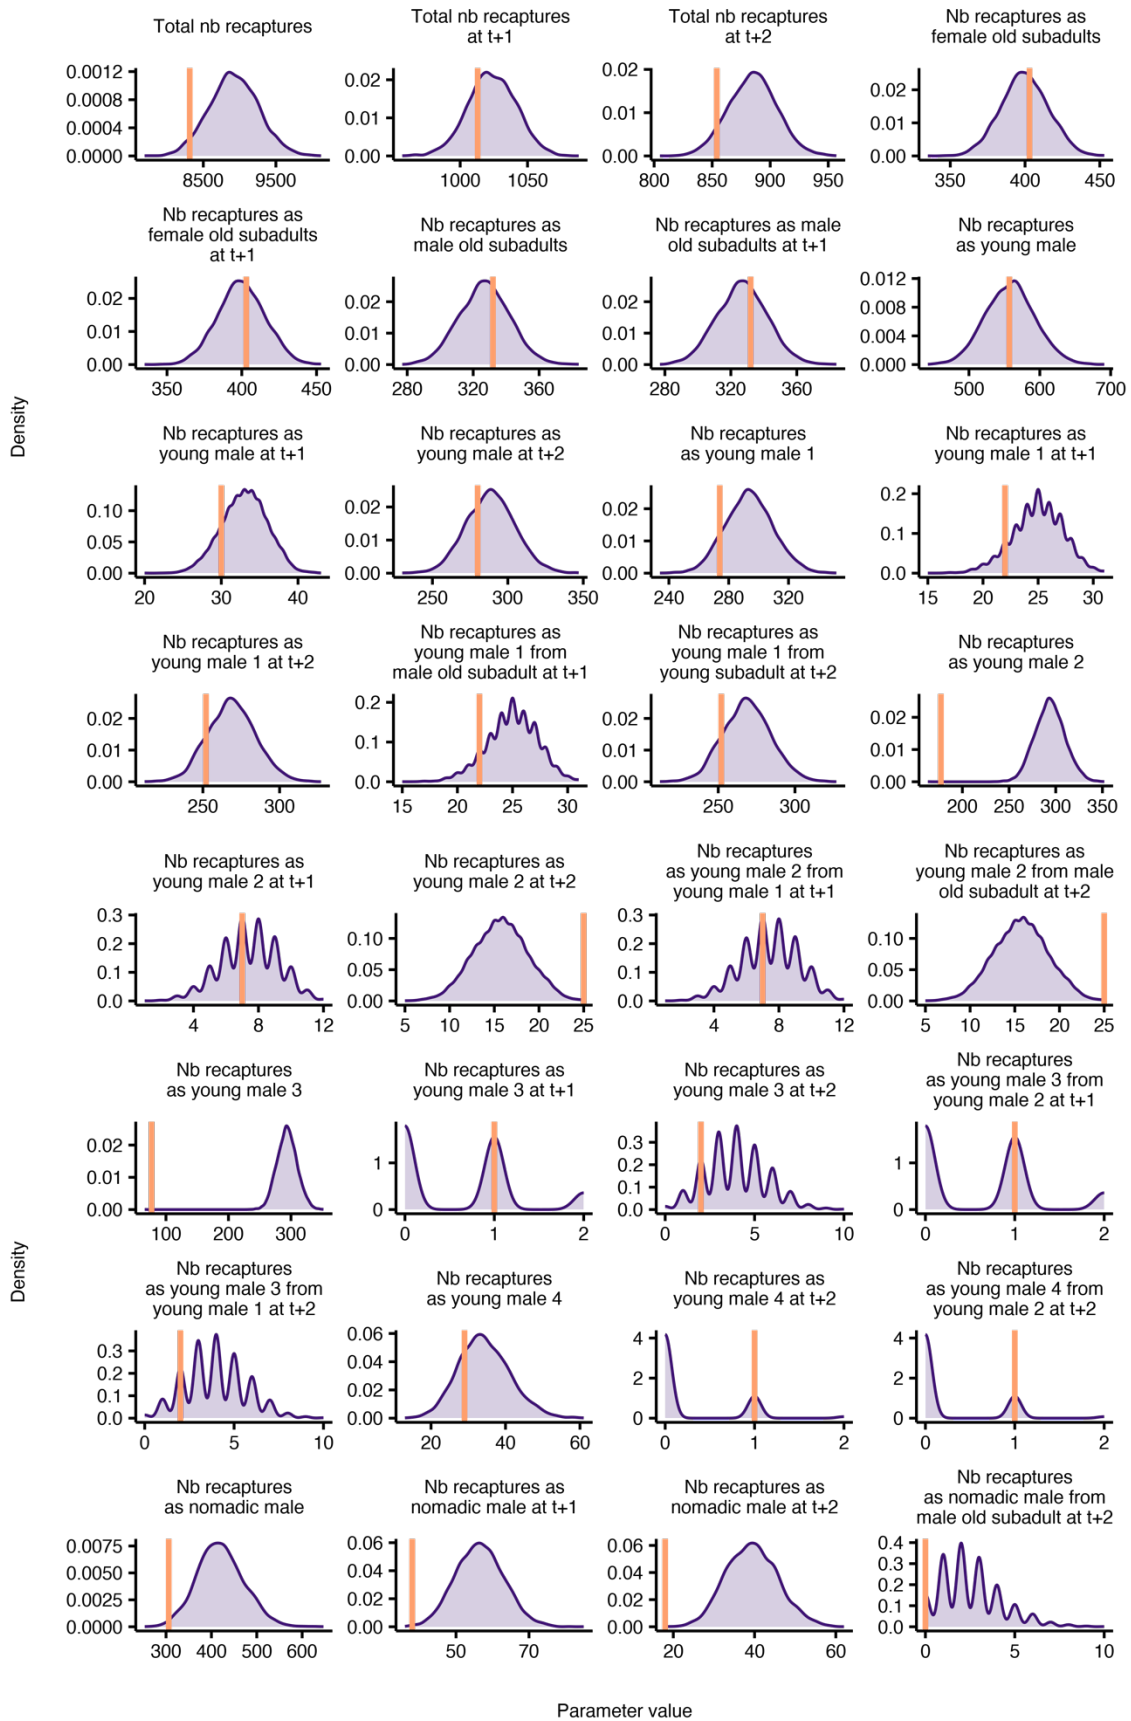 Total nb recaptures
Total nb recaptures
at t+1
Total nb recaptures
at t+2
Nb recaptures as
female old subadults
0.0012
0.0008
0.0004
0.0000
8500 9500
0.02
0.01
0.00
1000 1050
0.02
0.01
0.00
800 850 900 950
0.02
0.01
0.00
350 400 450
Nb recaptures as
female old subadults
at t+1
Nb recaptures as
male old subadults
Nb recaptures as male
old subadults at t+1
Nb recaptures
as young male
0.02
0.01
0.00
350 400 450
0.02
0.01
0.00
280 320 360
0.02
0.01
0.00
280 320 360
0.012
0.008
0.004
0.000
500 600 700
Density
Nb recaptures as
young male at t+1
Nb recaptures as
young male at t+2
Nb recaptures
as young male 1
Nb recaptures as
young male 1 at t+1
0.10
0.05
0.00
20 30 40
0.02
0.01
0.00
250 300 350
0.02
0.01
0.00
240 280 320
0.2
0.1
0.0
15 20 25 30
Nb recaptures as
young male 1 at t+2
Nb recaptures as
young male 1 from
male old subadult at t+1
Nb recaptures as
young male 1 from
young subadult at t+2
Nb recaptures
as young male 2
0.02
0.01
0.00
250 300
0.2
0.1
0.0
15 20 25 30
0.02
0.01
0.00
250 300
0.02
0.01
0.00
200 250 300 350
Nb recaptures as
young male 2 at t+1
Nb recaptures as
young male 2 at t+2
Nb recaptures
as young male 2 from
young male 1 at t+1
Nb recaptures as
young male 2 from male
old subadult at t+2
0.3
0.2
0.1
0.0
4 8 12
0.10
0.05
0.00
5 10 15 20 25
0.3
0.2
0.1
0.0
4 8 12
0.10
0.05
0.00
5 10 15 20 25
Nb recaptures
as young male 3
Nb recaptures as
young male 3 at t+1
Nb recaptures as
young male 3 at t+2
Nb recaptures
as young male 3 from
young male 2 at t+1
0.02
0.01
0.00
100 200 300
1
0
0 1 2
0.3
0.2
0.1
0.0
0 5 10
1
0
0 1 2
Density
Nb recaptures
as young male 3 from
young male 1 at t+2
Nb recaptures
as young male 4
Nb recaptures as
young male 4 at t+2
Nb recaptures
as young male 4 from
young male 2 at t+2
0.3
0.2
0.1
0.0
0 5 10
0.06
0.04
0.02
0.00
20 40 60
4
2
0
0 1 2
4
2
0
0 1 2
Nb recaptures
as nomadic male
Nb recaptures as
nomadic male at t+1
Nb recaptures as
nomadic male at t+2
Nb recaptures
as nomadic male from
male old subadult at t+2
0.0075
0.0050
0.0025
0.0000
300 400 500 600
0.06
0.04
0.02
0.00
50 70
0.06
0.04
0.02
0.00
20 40 60
0.4
0.3
0.2
0.1
0.0
0 5 10
Parameter value